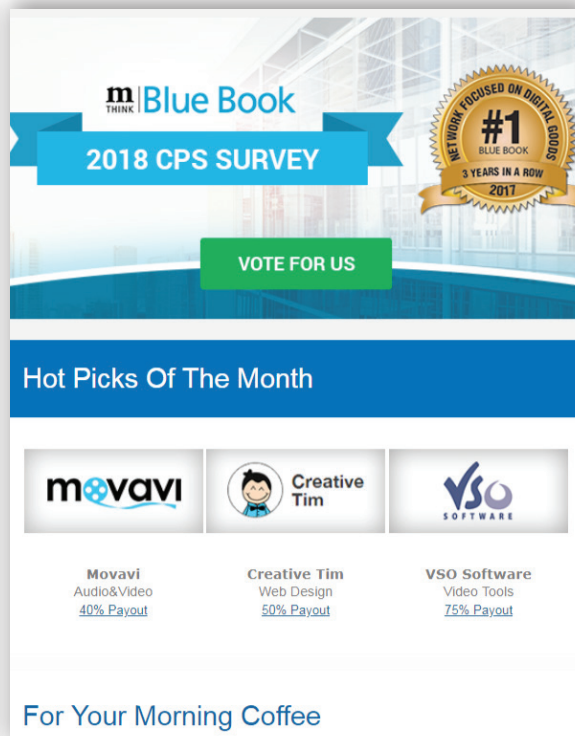 m THINK | Blue Book
2018 CPS SURVEY
NETWORK FOCUSED ON DIGITAL GOODS
#1
BLUE BOOK
3 YEARS IN A ROW
2017
VOTE FOR US
Hot Picks Of The Month
movavi
Creative
Tim
VSO
SOFTWARE
Movavi
Audio&Video
40% Payout
Creative Tim
Web Design
50% Payout
VSO Software
Video Tools
75% Payout
For Your Morning Coffee